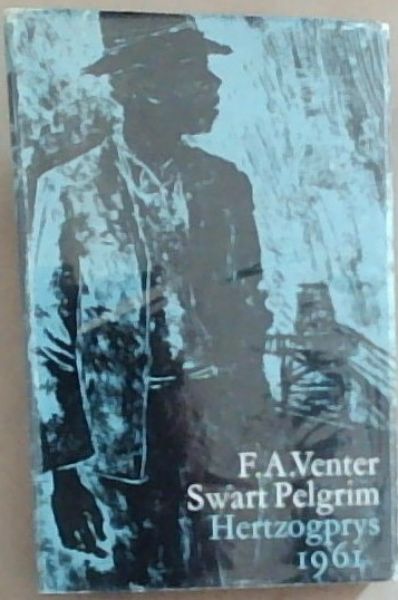 F.A.Venter
Swart Pelgrim
Hertzogprys
1961